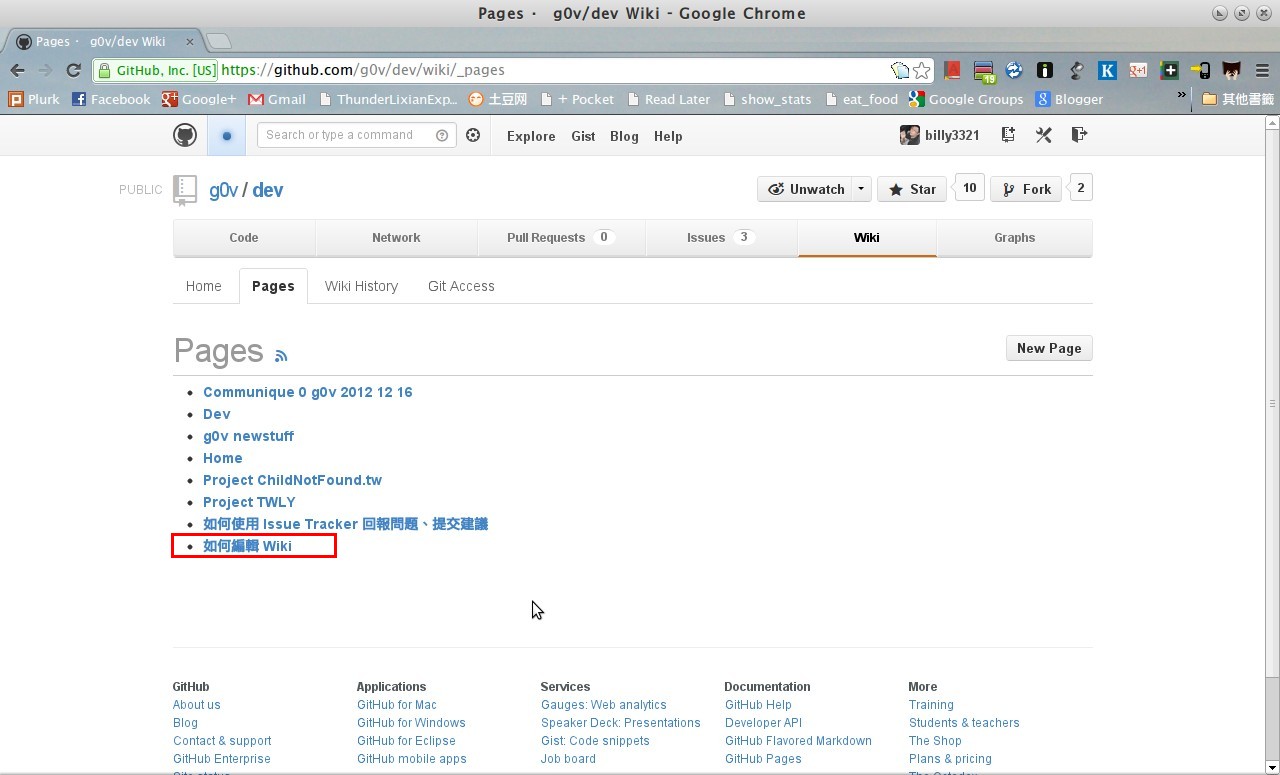 Pages · g0v/dev Wiki - Google Chrome
Pages · g0v/dev Wiki
GitHub, Inc. [US] https://github.com/g0v/dev/wiki/_pages
Plurk Facebook Google+ Gmail ThunderLixianExp... 土豆网 + Pocket Read Later show_stats eat_food Google Groups Blogger » 其他書籤
Search or type a command Explore Gist Blog Help billy3321
PUBLIC g0v / dev Unwatch Star 10 Fork 2
Code Network Pull Requests 0 Issues 3 Wiki Graphs
Home Pages Wiki History Git Access
Pages New Page
Communique 0 g0v 2012 12 16
Dev
g0v newstuff
Home
Project ChildNotFound.tw
Project TWLY
如何使用 Issue Tracker 回報問題、提交建議
如何編輯 Wiki
GitHub Applications Services Documentation More
About us GitHub for Mac Gauges: Web analytics GitHub Help Training
Blog GitHub for Windows Speaker Deck: Presentations Developer API Students & teachers
Contact & support GitHub for Eclipse Gist: Code snippets GitHub Flavored Markdown The Shop
GitHub Enterprise GitHub mobile apps Job board GitHub Pages Plans & pricing
Site status The Octodex